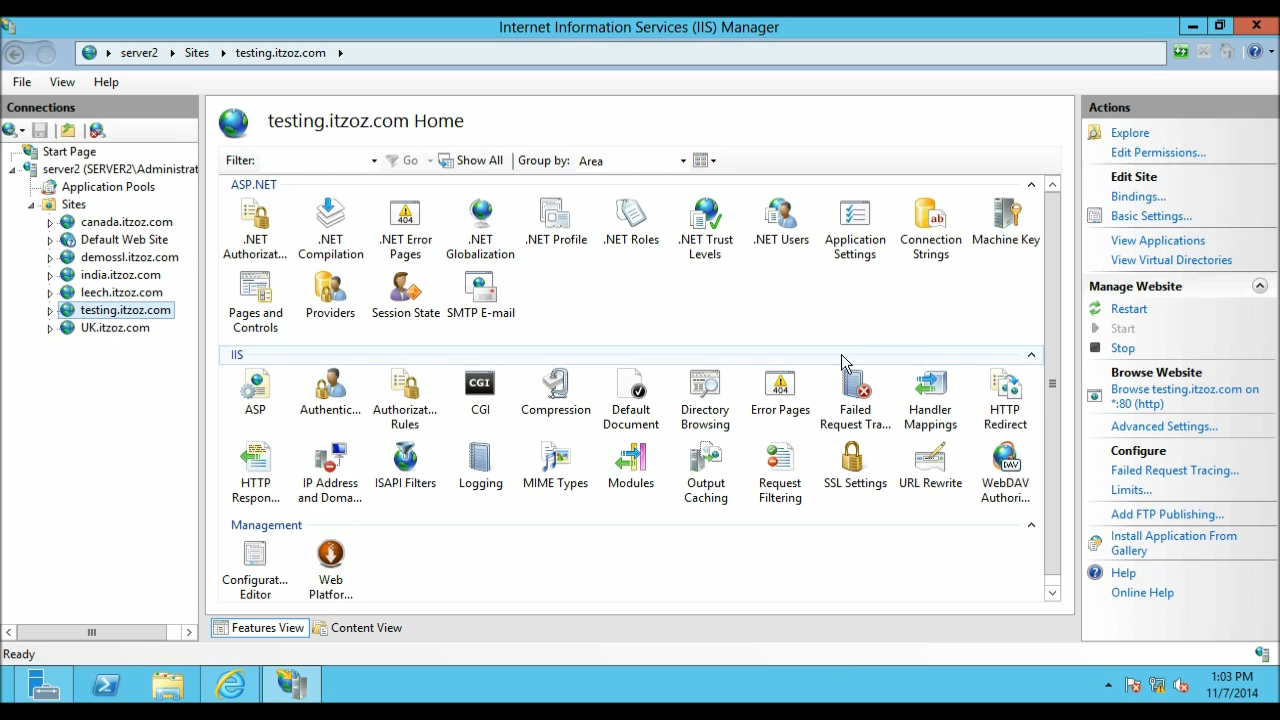 Internet Information Services (IIS) Manager
server2 Sites testing.itzoz.com
File View Help
Connections
Start Page
server2 (SERVER2\Administrat
Application Pools
Sites
canada.itzoz.com
Default Web Site
demossl.itzoz.com
india.itzoz.com
leech.itzoz.com
testing.itzoz.com
UK.itzoz.com
testing.itzoz.com Home
Filter: Go Show All Group by: Area
ASP.NET
.NET Authorizat...
.NET Compilation
.NET Error Pages
.NET Globalization
.NET Profile
.NET Roles
.NET Trust Levels
.NET Users
Application Settings
Connection Strings
Machine Key
Pages and Controls
Providers
Session State
SMTP E-mail
IIS
ASP
Authentic...
Authorizat... Rules
CGI
Compression
Default Document
Directory Browsing
Error Pages
Failed Request Tra...
Handler Mappings
HTTP Redirect
HTTP Respon...
IP Address and Doma...
ISAPI Filters
Logging
MIME Types
Modules
Output Caching
Request Filtering
SSL Settings
URL Rewrite
WebDAV Authori...
Management
Configurat... Editor
Web Platfor...
Features View Content View
Actions
Explore
Edit Permissions...
Edit Site
Bindings...
Basic Settings...
View Applications
View Virtual Directories
Manage Website
Restart
Start
Stop
Browse Website
Browse testing.itzoz.com on
*:80 (http)
Advanced Settings...
Configure
Failed Request Tracing...
Limits...
Add FTP Publishing...
Install Application From
Gallery
Help
Online Help
Ready
1:03 PM
11/7/2014